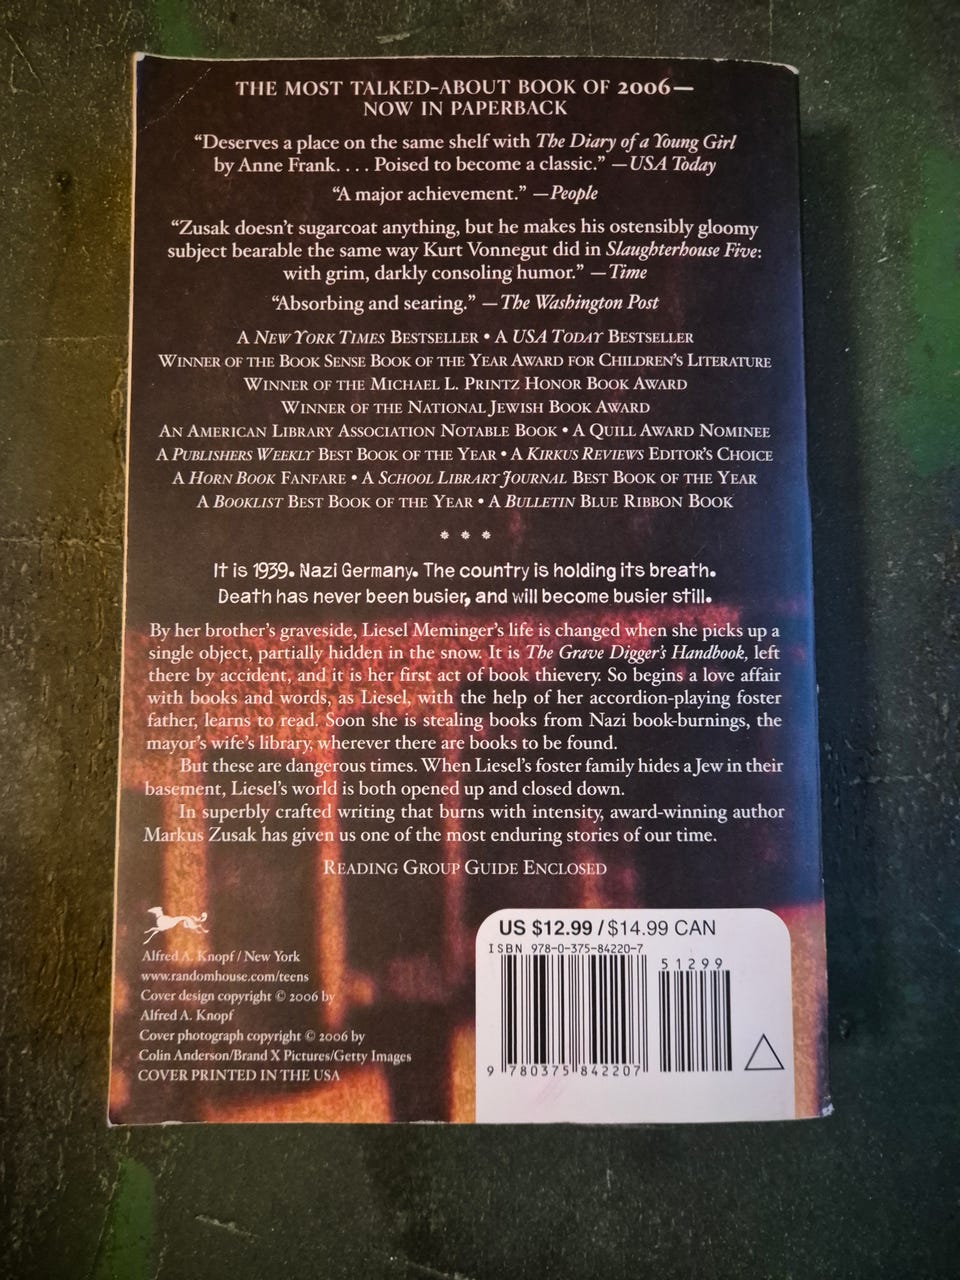 THE MOST TALKED-ABOUT BOOK OF 2006—
NOW IN PAPERBACK
“Deserves a place on the same shelf with The Diary of a Young Girl
by Anne Frank. . . . Poised to become a classic.” —USA Today
“A major achievement.” —People
“Zusak doesn’t sugarcoat anything, but he makes his ostensibly gloomy
subject bearable the same way Kurt Vonnegut did in Slaughterhouse Five:
with grim, darkly consoling humor.” —Time
“Absorbing and searing.” —The Washington Post
A NEW YORK TIMES BESTSELLER • A USA TODAY BESTSELLER
WINNER OF THE BOOK SENSE BOOK OF THE YEAR AWARD FOR CHILDREN’S LITERATURE
WINNER OF THE MICHAEL L. PRINTZ HONOR BOOK AWARD
WINNER OF THE NATIONAL JEWISH BOOK AWARD
AN AMERICAN LIBRARY ASSOCIATION NOTABLE BOOK • A QUILL AWARD NOMINEE
A PUBLISHERS WEEKLY BEST BOOK OF THE YEAR • A KIRKUS REVIEWS EDITOR’S CHOICE
A HORN BOOK FANFARE • A SCHOOL LIBRARY JOURNAL BEST BOOK OF THE YEAR
A BOOKLIST BEST BOOK OF THE YEAR • A BULLETIN BLUE RIBBON BOOK
* * *
It is 1939. Nazi Germany. The country is holding its breath.
Death has never been busier, and will become busier still.
By her brother’s graveside, Liesel Meminger’s life is changed when she picks up a
single object, partially hidden in the snow. It is The Grave Digger’s Handbook, left
there by accident, and it is her first act of book thievery. So begins a love affair
with books and words, as Liesel, with the help of her accordion-playing foster
father, learns to read. Soon she is stealing books from Nazi book-burnings, the
mayor’s wife’s library, wherever there are books to be found.
But these are dangerous times. When Liesel’s foster family hides a Jew in their
basement, Liesel’s world is both opened up and closed down.
In superbly crafted writing that burns with intensity, award-winning author
Markus Zusak has given us one of the most enduring stories of our time.
READING GROUP GUIDE ENCLOSED
Alfred A. Knopf / New York
www.randomhouse.com/teens
Cover design copyright © 2006 by
Alfred A. Knopf
Cover photograph copyright © 2006 by
Colin Anderson/Brand X Pictures/Getty Images
COVER PRINTED IN THE USA
US $12.99 / $14.99 CAN
ISBN 978-0-375-84220-7
51299
9 780375 842207